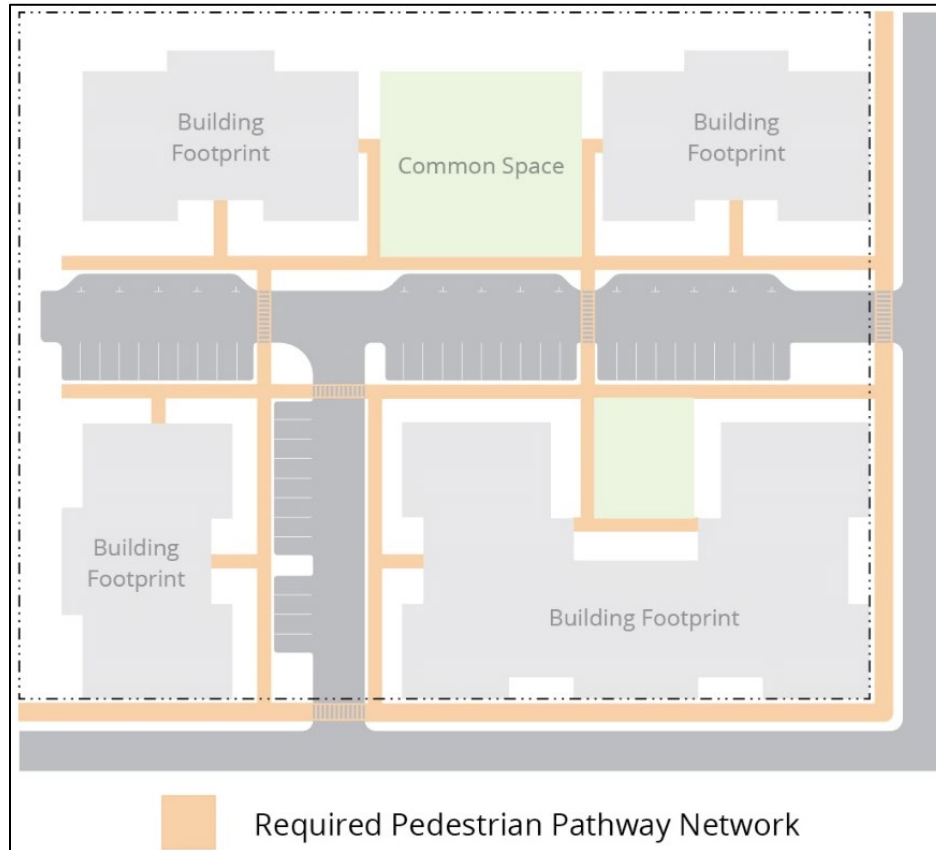 Building
Footprint
Common Space
Building
Footprint
Building
Footprint
Building Footprint
Required Pedestrian Pathway Network